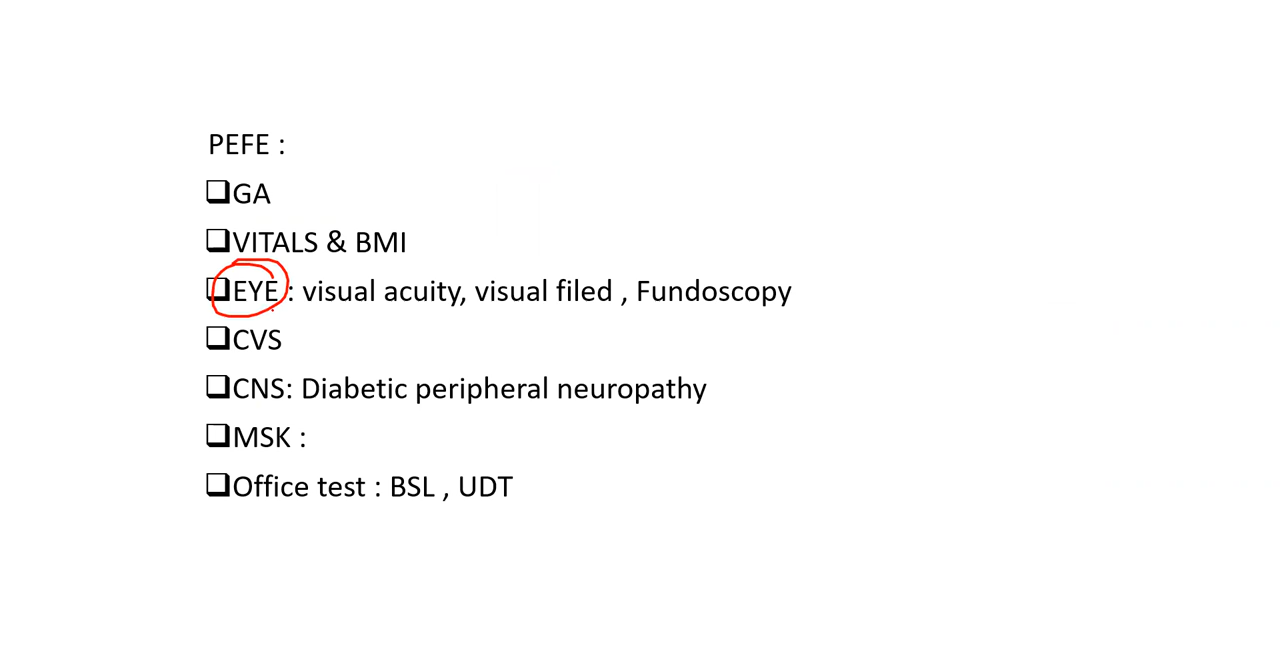 PEFE :
❑GA
❑VITALS & BMI
❑EYE : visual acuity, visual filed , Fundoscopy
❑CVS
❑CNS: Diabetic peripheral neuropathy
❑MSK :
❑Office test : BSL , UDT